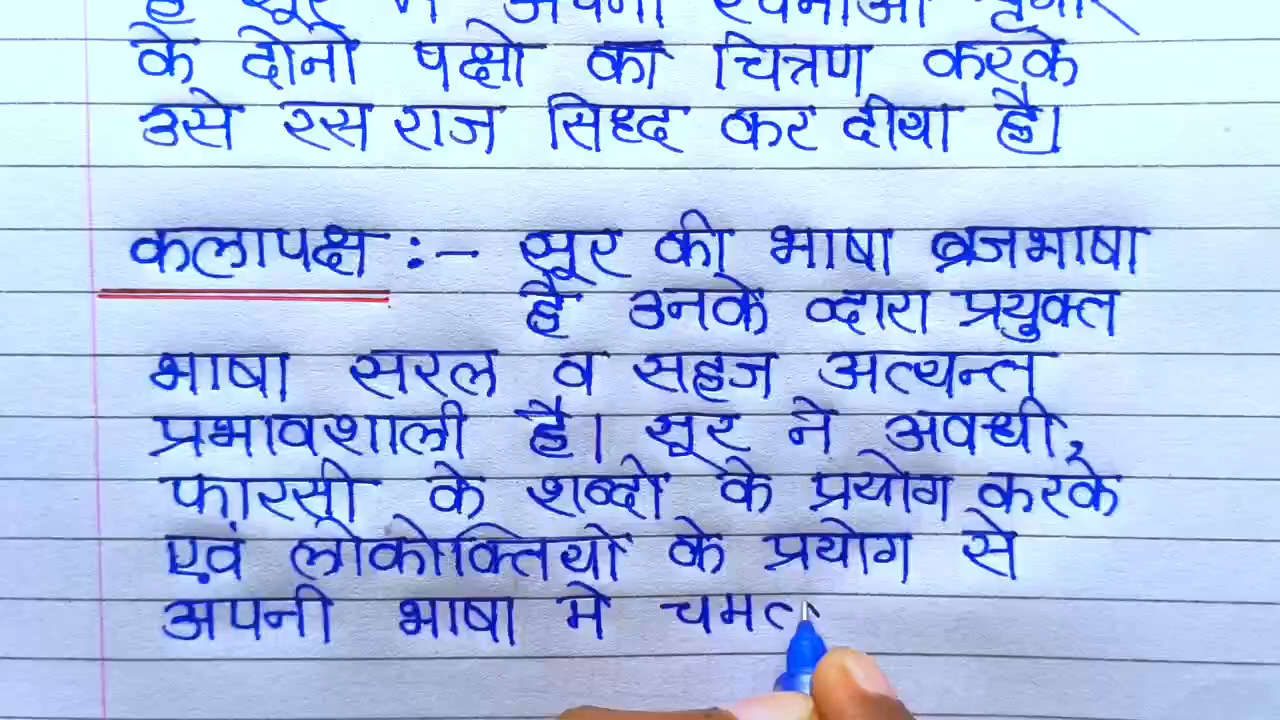 के दोनो पक्षो का चित्रण करके
उसे रस राज सिध्द कर दीया है।
कलापक्ष :- सूर की भाषा ब्रजभाषा
है उनके व्दारा प्रयुक्त
भाषा सरल व सहज अत्यन्त
प्रभावशाली है। सूर ने अवधी,
फारसी के शब्दो के प्रयोग करके
एवं लोकोक्तियो के प्रयोग से
अपनी भाषा मे